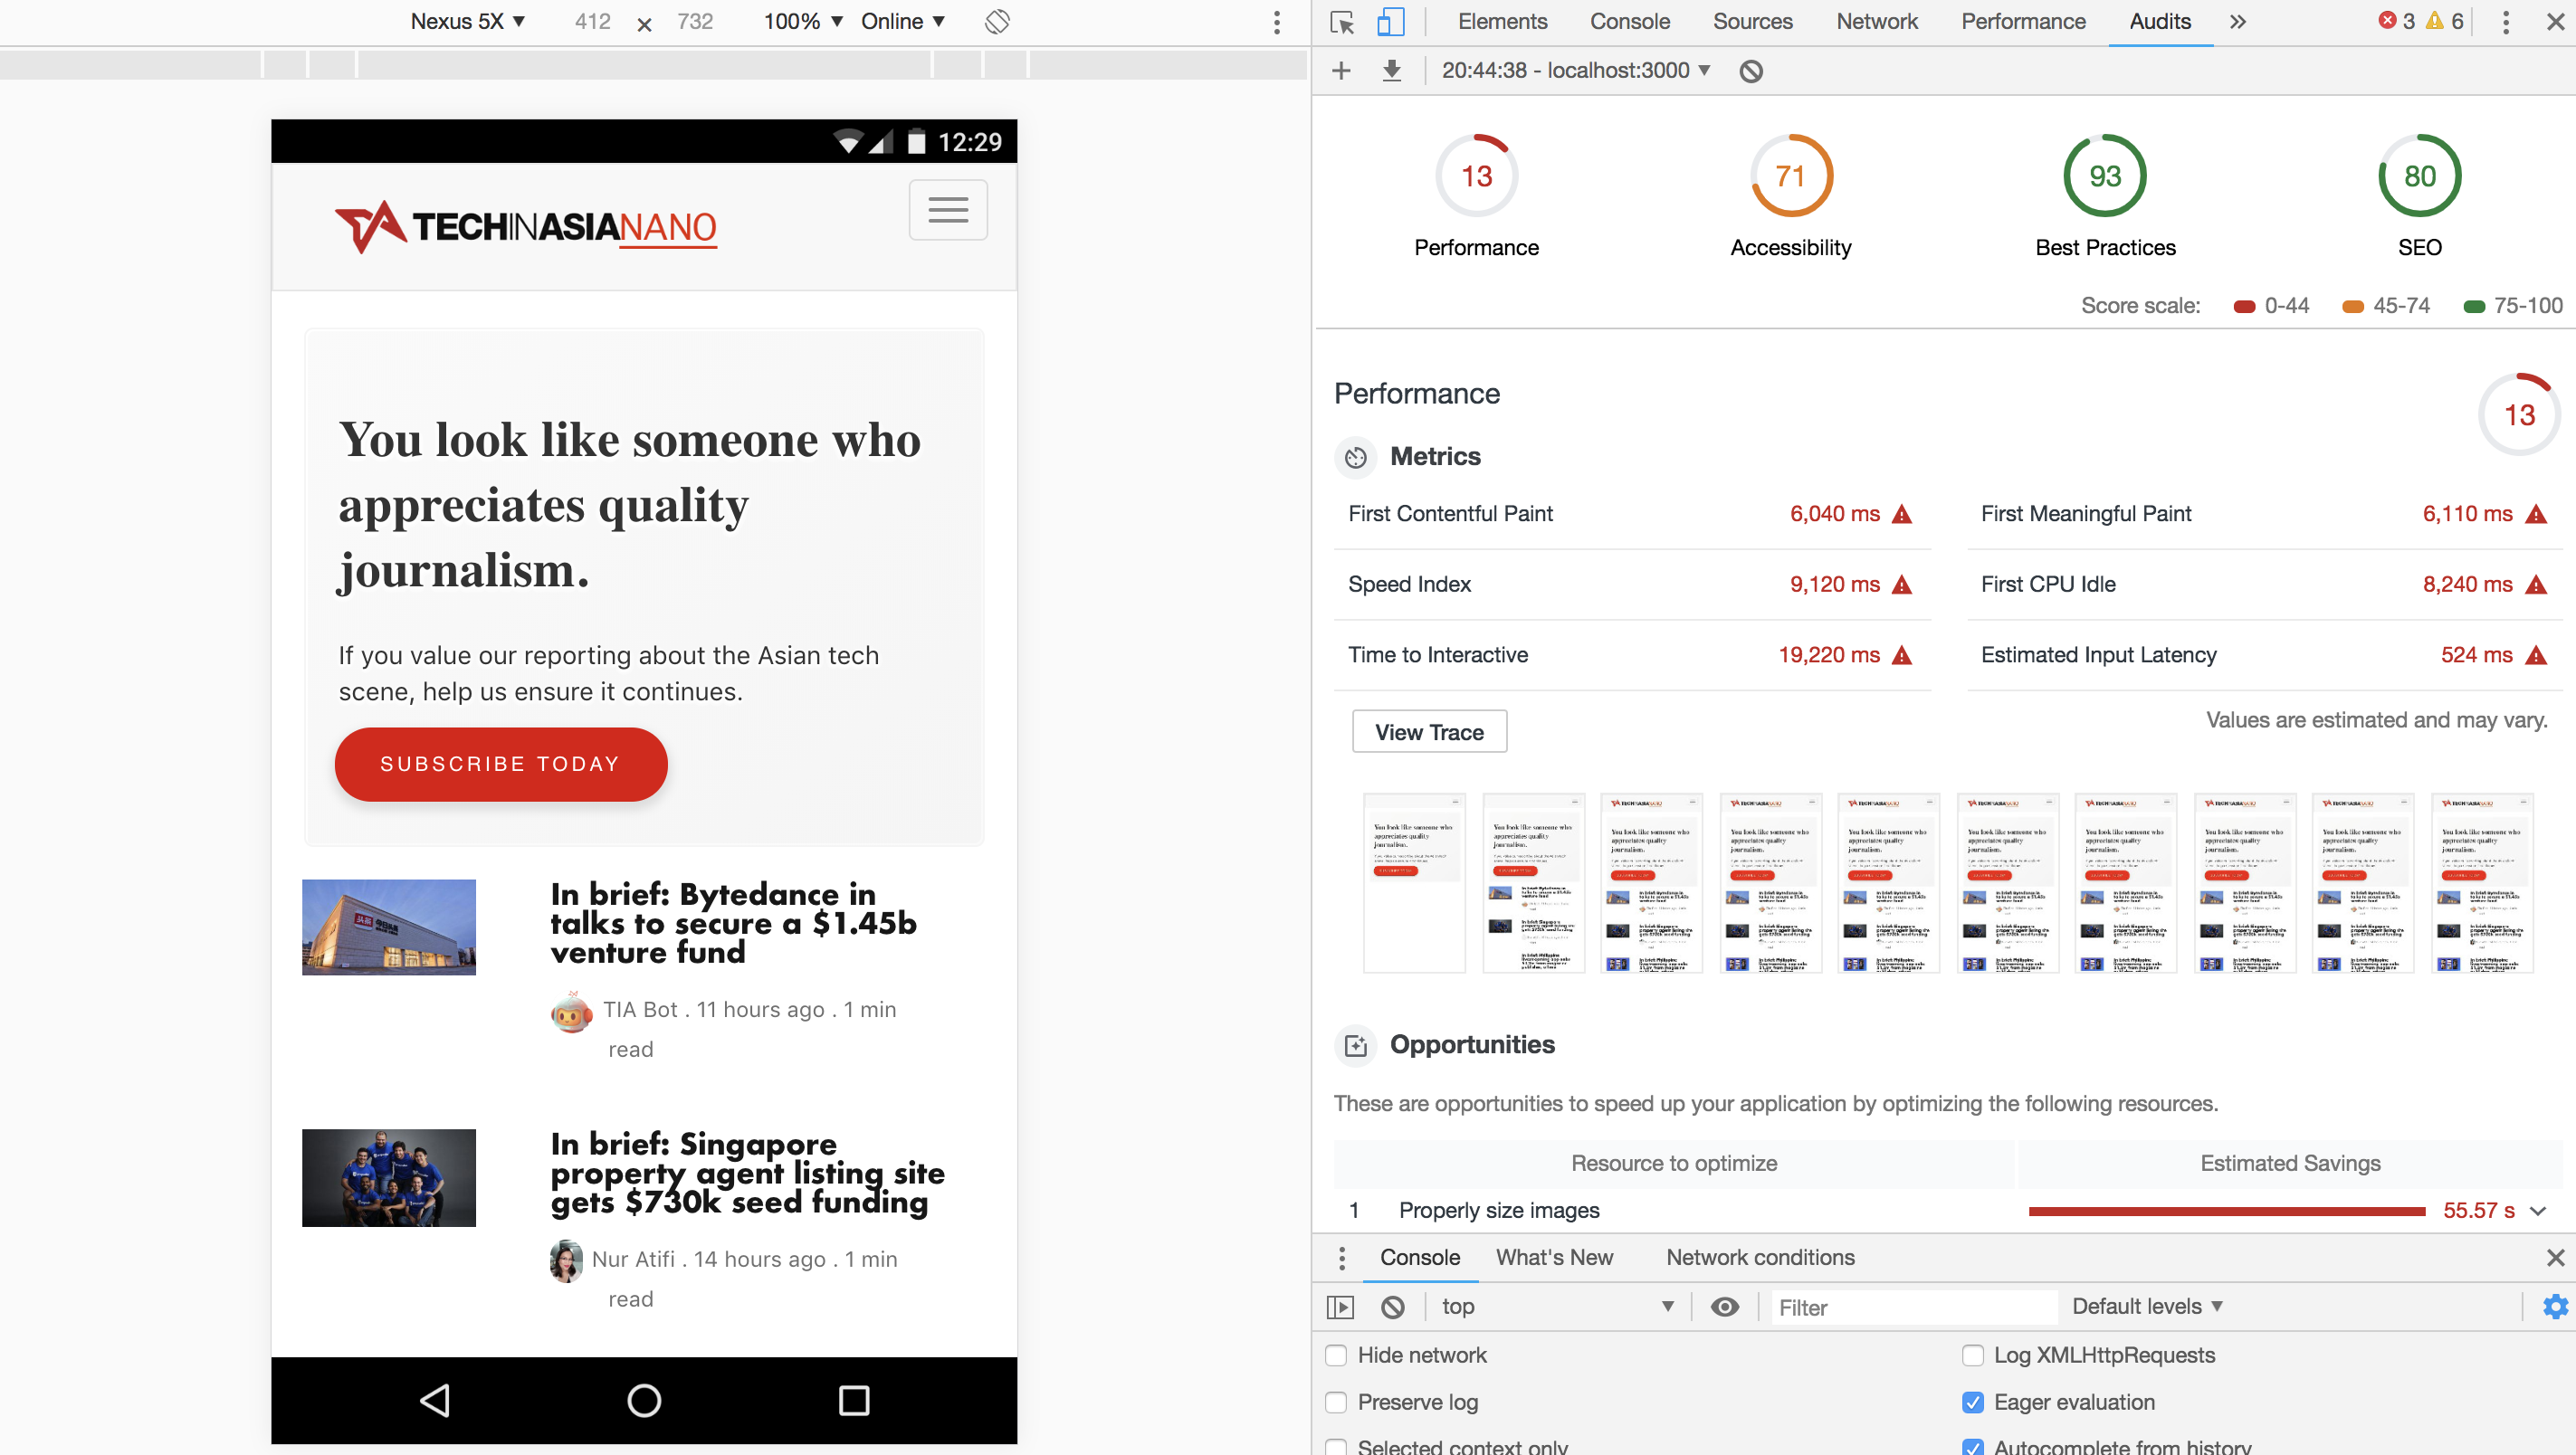 Nexus 5X ▼ 412 × 732 100% ▼ Online ▼
12:29
TECHINASIANANO
You look like someone who
appreciates quality
journalism.
If you value our reporting about the Asian tech
scene, help us ensure it continues.
SUBSCRIBE TODAY
In brief: Bytedance in
talks to secure a $1.45b
venture fund
TIA Bot . 11 hours ago . 1 min
read
In brief: Singapore
property agent listing site
gets $730k seed funding
Nur Atifi . 14 hours ago . 1 min
read
Elements Console Sources Network Performance Audits » 3 6
20:44:38 - localhost:3000 ▼
13 71 93 80
Performance Accessibility Best Practices SEO
Score scale: 0-44 45-74 75-100
Performance 13
Metrics
First Contentful Paint 6,040 ms First Meaningful Paint 6,110 ms
Speed Index 9,120 ms First CPU Idle 8,240 ms
Time to Interactive 19,220 ms Estimated Input Latency 524 ms
View Trace Values are estimated and may vary.
Opportunities
These are opportunities to speed up your application by optimizing the following resources.
Resource to optimize Estimated Savings
1 Properly size images 55.57 s
Console What's New Network conditions
top ▼ Filter Default levels ▼
Hide network Log XMLHttpRequests
Preserve log Eager evaluation
Selected context only Autocomplete from history